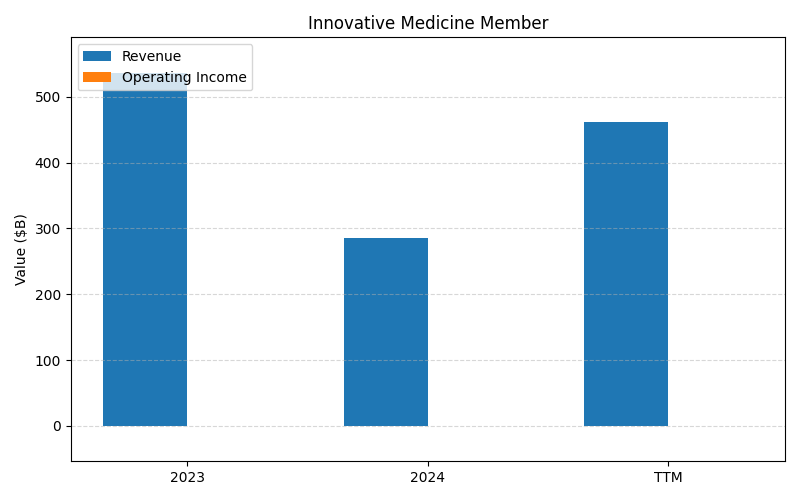 Innovative Medicine Member
Revenue
Operating Income
Value ($B)
500
400
300
200
100
0
2023
2024
TTM